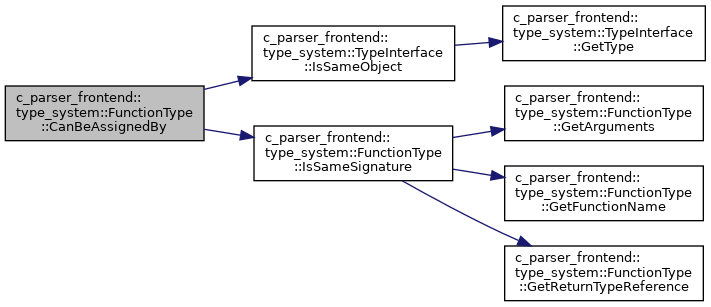 c_parser_frontend::
type_system::FunctionType
::CanBeAssignedBy
c_parser_frontend::
type_system::TypeInterface
::IsSameObject
c_parser_frontend::
type_system::TypeInterface
::GetType
c_parser_frontend::
type_system::FunctionType
::IsSameSignature
c_parser_frontend::
type_system::FunctionType
::GetArguments
c_parser_frontend::
type_system::FunctionType
::GetFunctionName
c_parser_frontend::
type_system::FunctionType
::GetReturnTypeReference